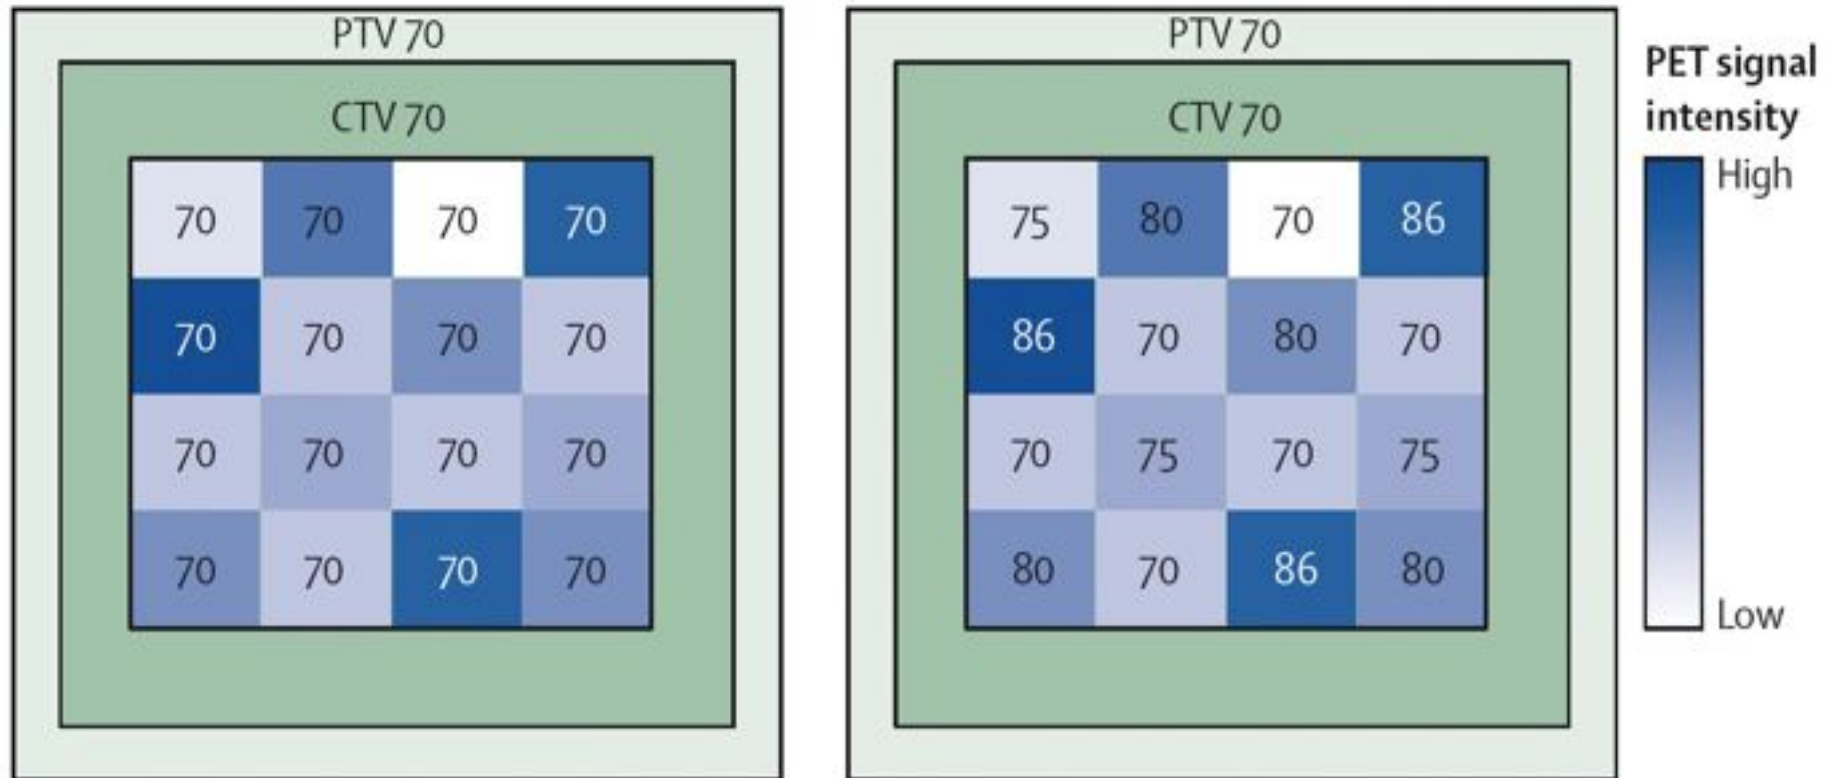 PTV 70
CTV 70
70 70 70 70
70 70 70 70
70 70 70 70
70 70 70 70
PTV 70
CTV 70
75 80 70 86
86 70 80 70
70 75 70 75
80 70 86 80
PET signal
intensity
High
Low